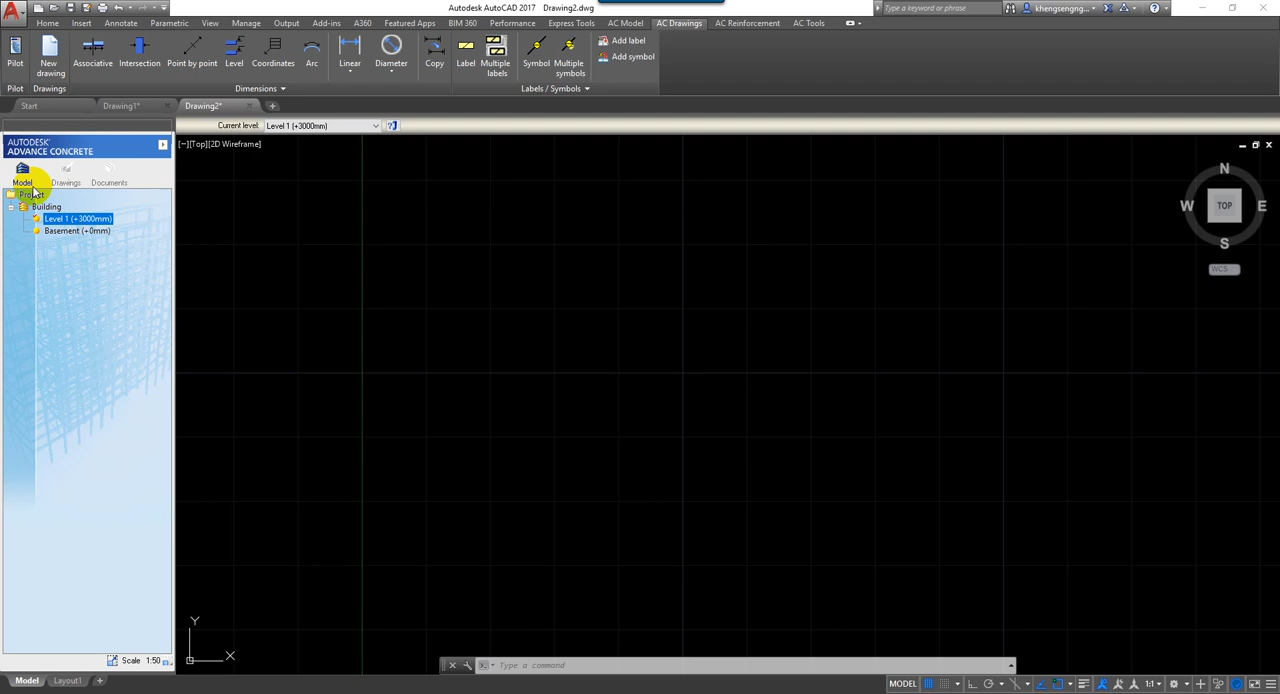 Autodesk AutoCAD 2017 Drawing2.dwg
Type a keyword or phrase
khengsengng...
Home Insert Annotate Parametric View Manage Output Add-ins A360 Featured Apps BIM 360 Performance Express Tools AC Model AC Drawings AC Reinforcement AC Tools
Pilot New drawing Associative Intersection Point by point Level Coordinates Arc Linear Diameter Copy Label Multiple labels Symbol Multiple symbols
Add label
Add symbol
Pilot Drawings Dimensions Labels / Symbols
Start Drawing1* Drawing2*
Current level: Level 1 (+3000mm)
AUTODESK'
ADVANCE CONCRETE
[−][Top][2D Wireframe]
Model Drawings Documents
Project
Building
Level 1 (+3000mm)
Basement (+0mm)
N
W TOP E
S
WCS
Y
X
Scale 1:50
Type a command
Model Layout1
MODEL 1:1